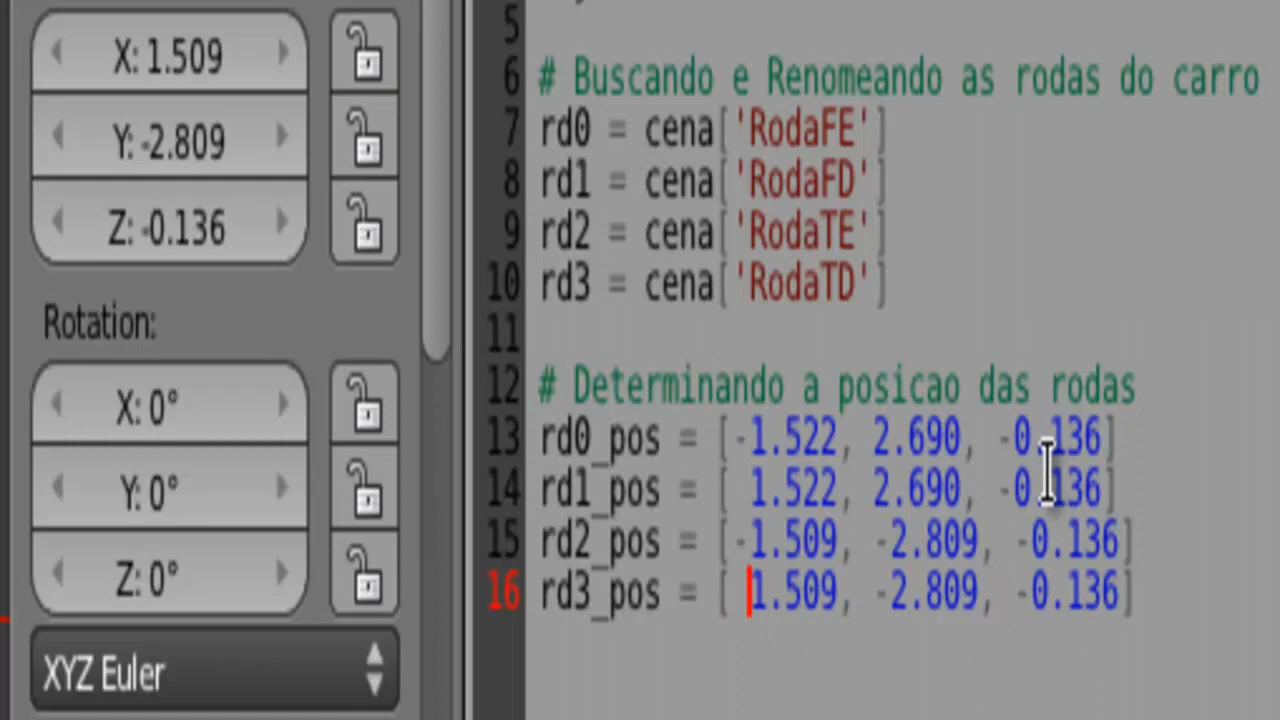 X: 1.509
Y: -2.809
Z: -0.136
Rotation:
X: 0°
Y: 0°
Z: 0°
XYZ Euler
5
6 # Buscando e Renomeando as rodas do carro
7 rd0 = cena['RodaFE']
8 rd1 = cena['RodaFD']
9 rd2 = cena['RodaTE']
10 rd3 = cena['RodaTD']
11
12 # Determinando a posicao das rodas
13 rd0_pos = [-1.522, 2.690, -0.136]
14 rd1_pos = [ 1.522, 2.690, -0.136]
15 rd2_pos = [-1.509, -2.809, -0.136]
16 rd3_pos = [ 1.509, -2.809, -0.136]